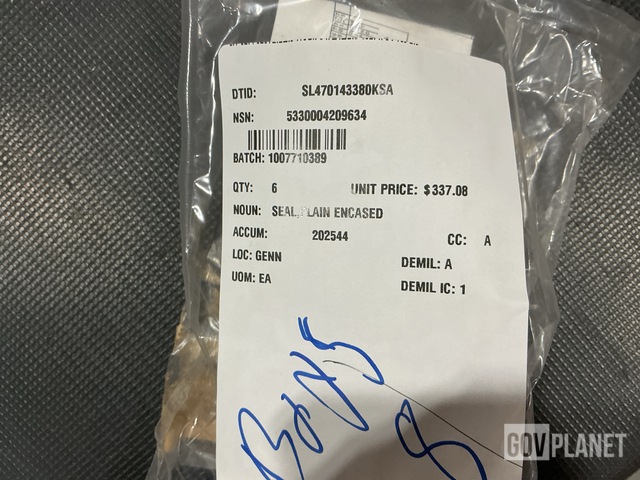 DTID: SL470143380KSA
NSN: 5330004209634
BATCH: 1007710389
QTY: 6 UNIT PRICE: $337.08
NOUN: SEAL,PLAIN ENCASED
ACCUM: 202544 CC: A
LOC: GENN DEMIL: A
UOM: EA DEMIL IC: 1
8
GOVPLANET